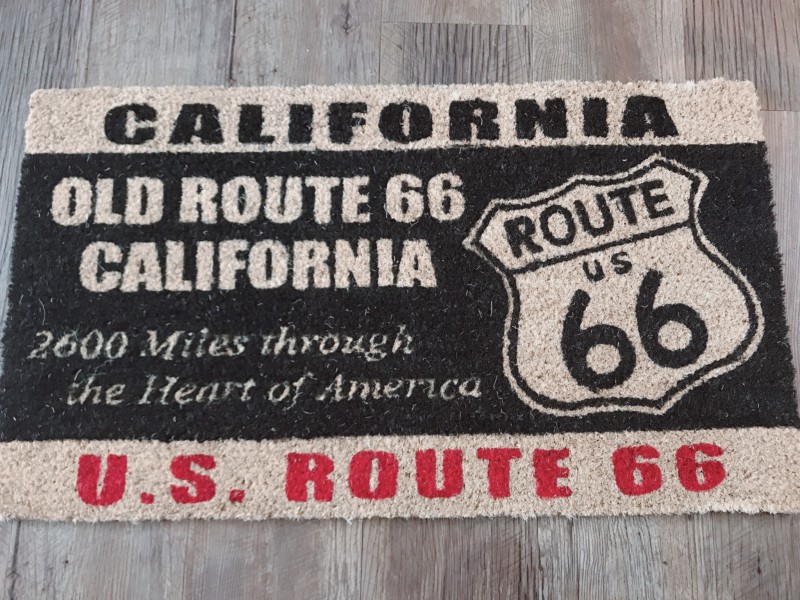 CALIFORNIA
OLD ROUTE 66
CALIFORNIA
2600 Miles through
the Heart of America
ROUTE
US
66
U.S. ROUTE 66